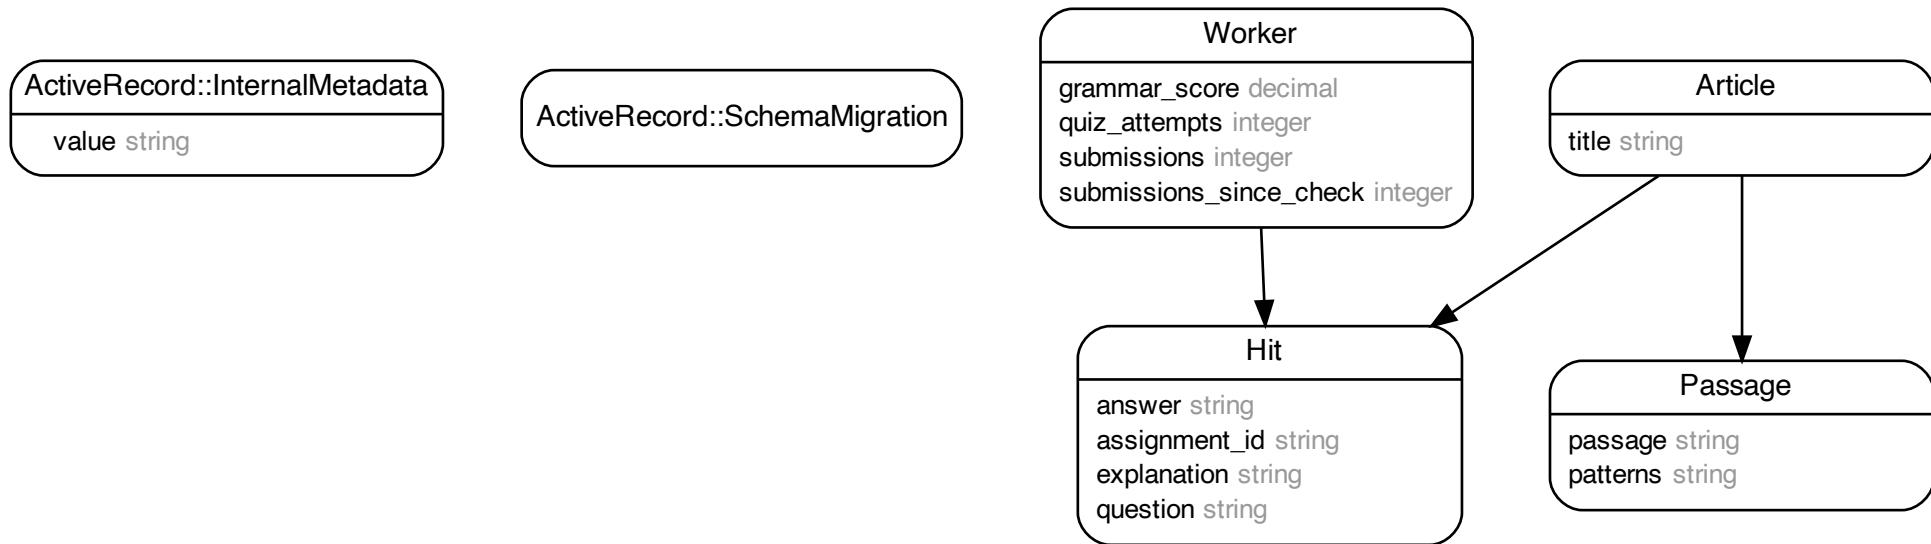 ActiveRecord::InternalMetadata
value string
ActiveRecord::SchemaMigration
Worker
grammar_score decimal
quiz_attempts integer
submissions integer
submissions_since_check integer
Article
title string
Hit
answer string
assignment_id string
explanation string
question string
Passage
passage string
patterns string